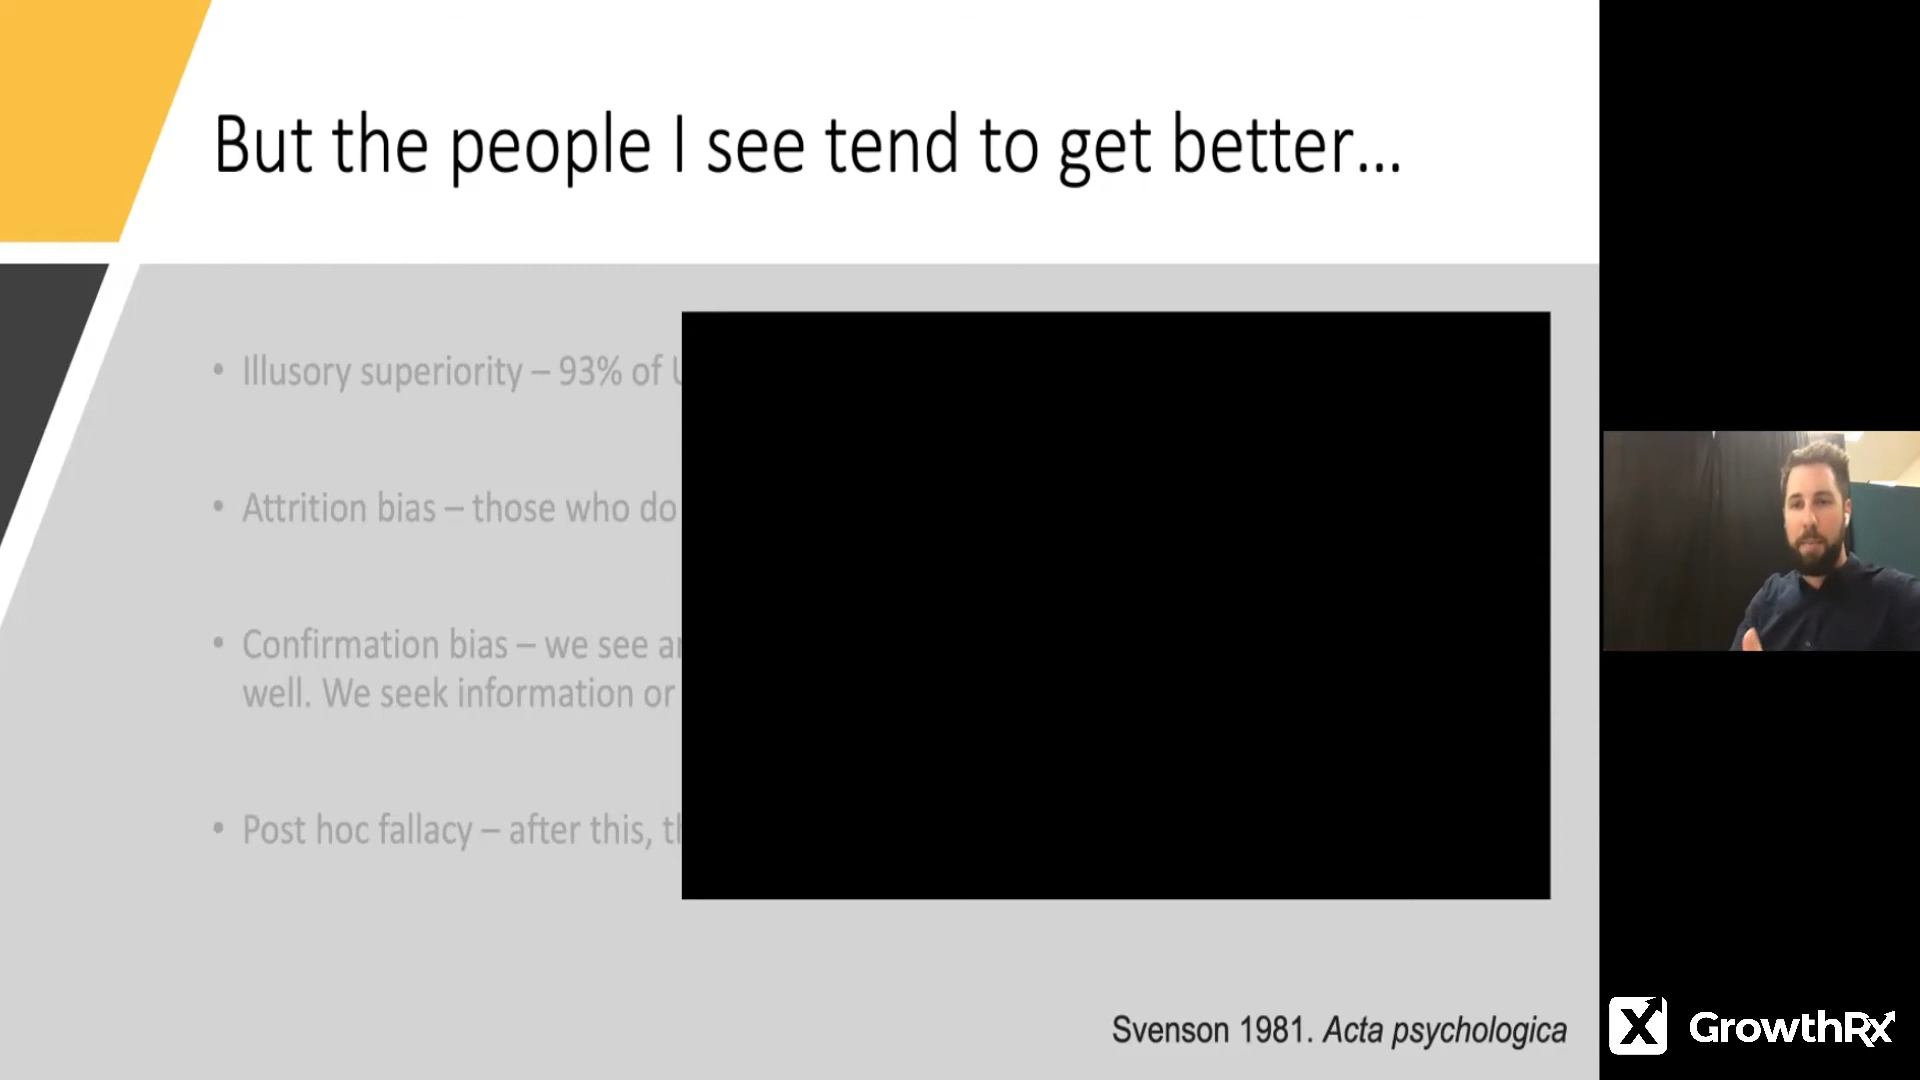 But the people I see tend to get better...
• Illusory superiority – 93% of
• Attrition bias – those who do
• Confirmation bias – we see
well. We seek information or
• Post hoc fallacy – after this,
Svenson 1981. Acta psychologica
X GrowthRx